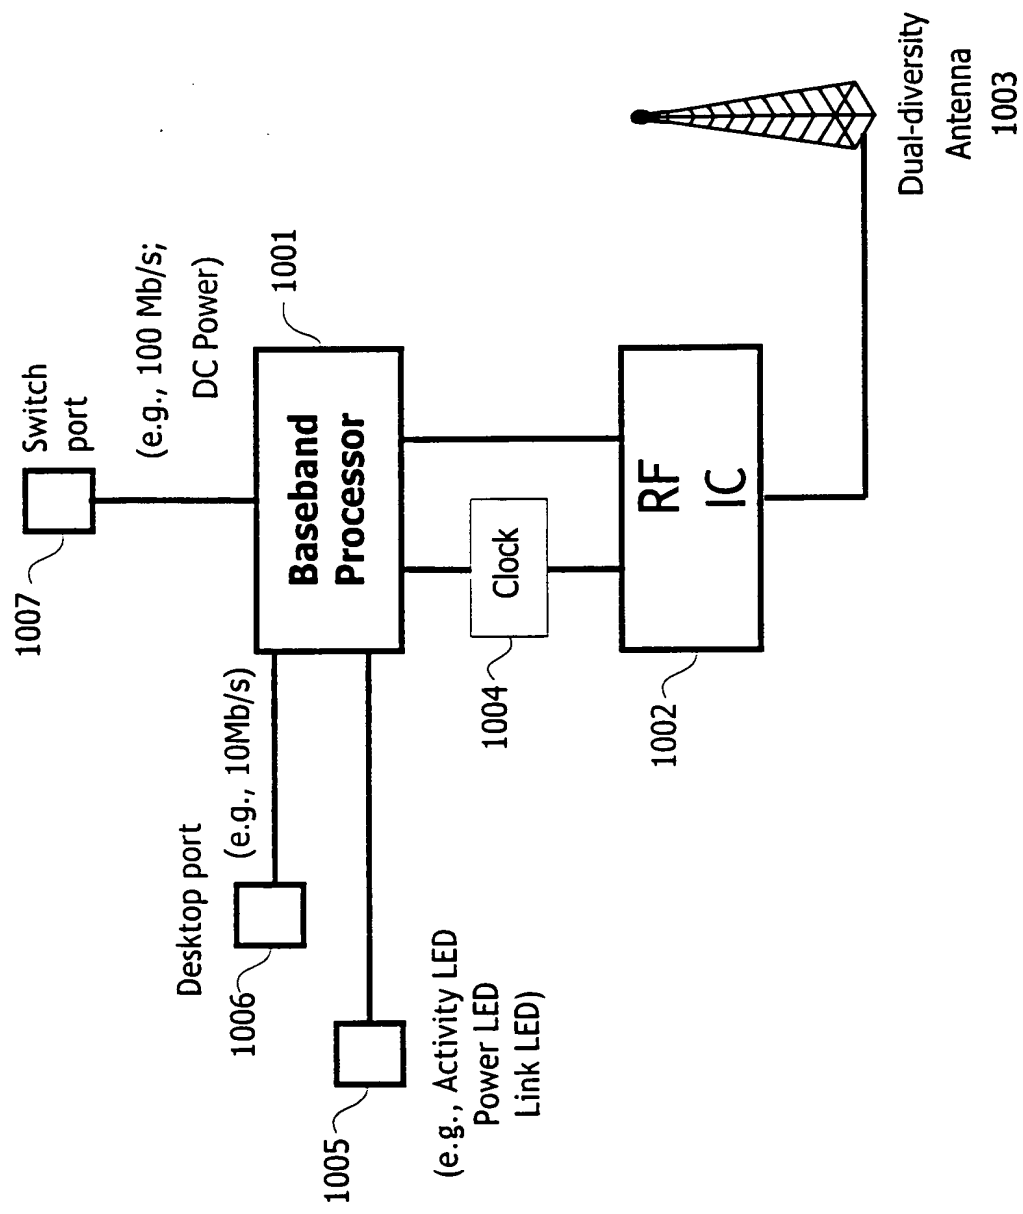 1007
Switch
port
(e.g., 100 Mb/s;
DC Power)
Desktop port
(e.g., 10Mb/s)
1006
1001
Baseband
Processor
1005
(e.g., Activity LED
Power LED
Link LED)
1004
Clock
1002
RF
IC
Dual-diversity
Antenna
1003